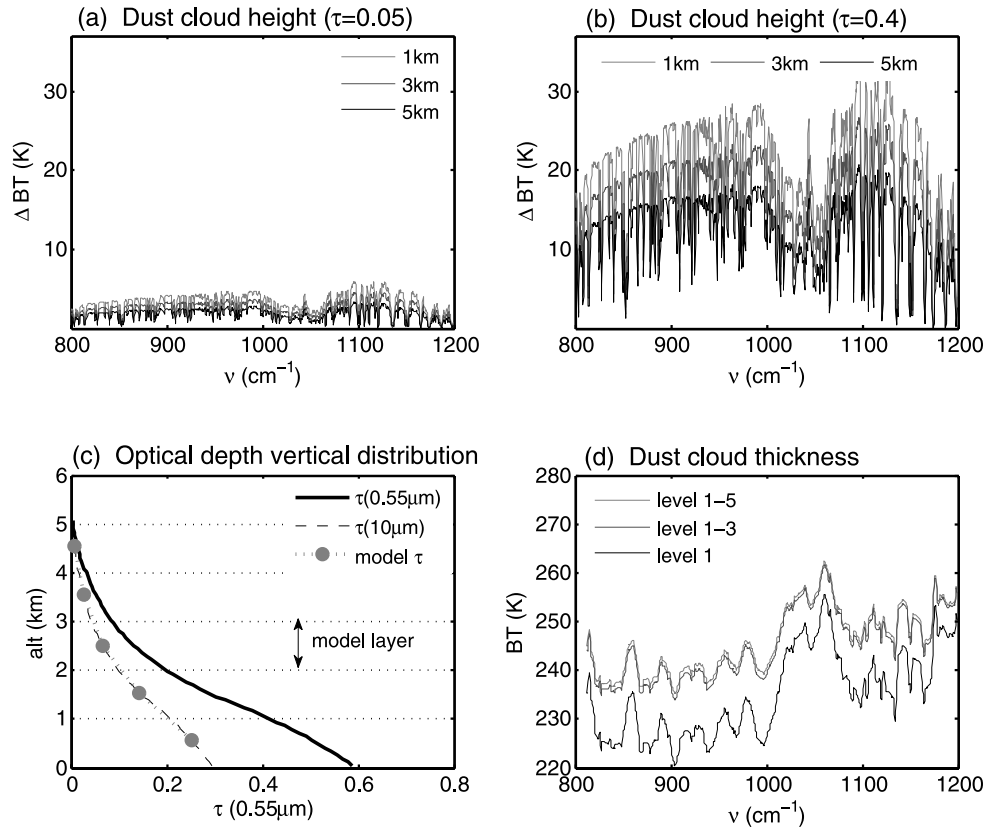 (a) Dust cloud height (τ=0.05)
Δ BT (K)
30
20
10
1km
3km
5km
800 900 1000 1100 1200
ν (cm⁻¹)
(b) Dust cloud height (τ=0.4)
Δ BT (K)
30
20
10
1km 3km 5km
800 900 1000 1100 1200
ν (cm⁻¹)
(c) Optical depth vertical distribution
alt (km)
6
5
4
3
2
1
0
τ(0.55μm)
τ(10μm)
model τ
model layer
0 0.2 0.4 0.6 0.8
τ (0.55μm)
(d) Dust cloud thickness
BT (K)
280
270
260
250
240
230
220
level 1–5
level 1–3
level 1
800 900 1000 1100 1200
ν (cm⁻¹)